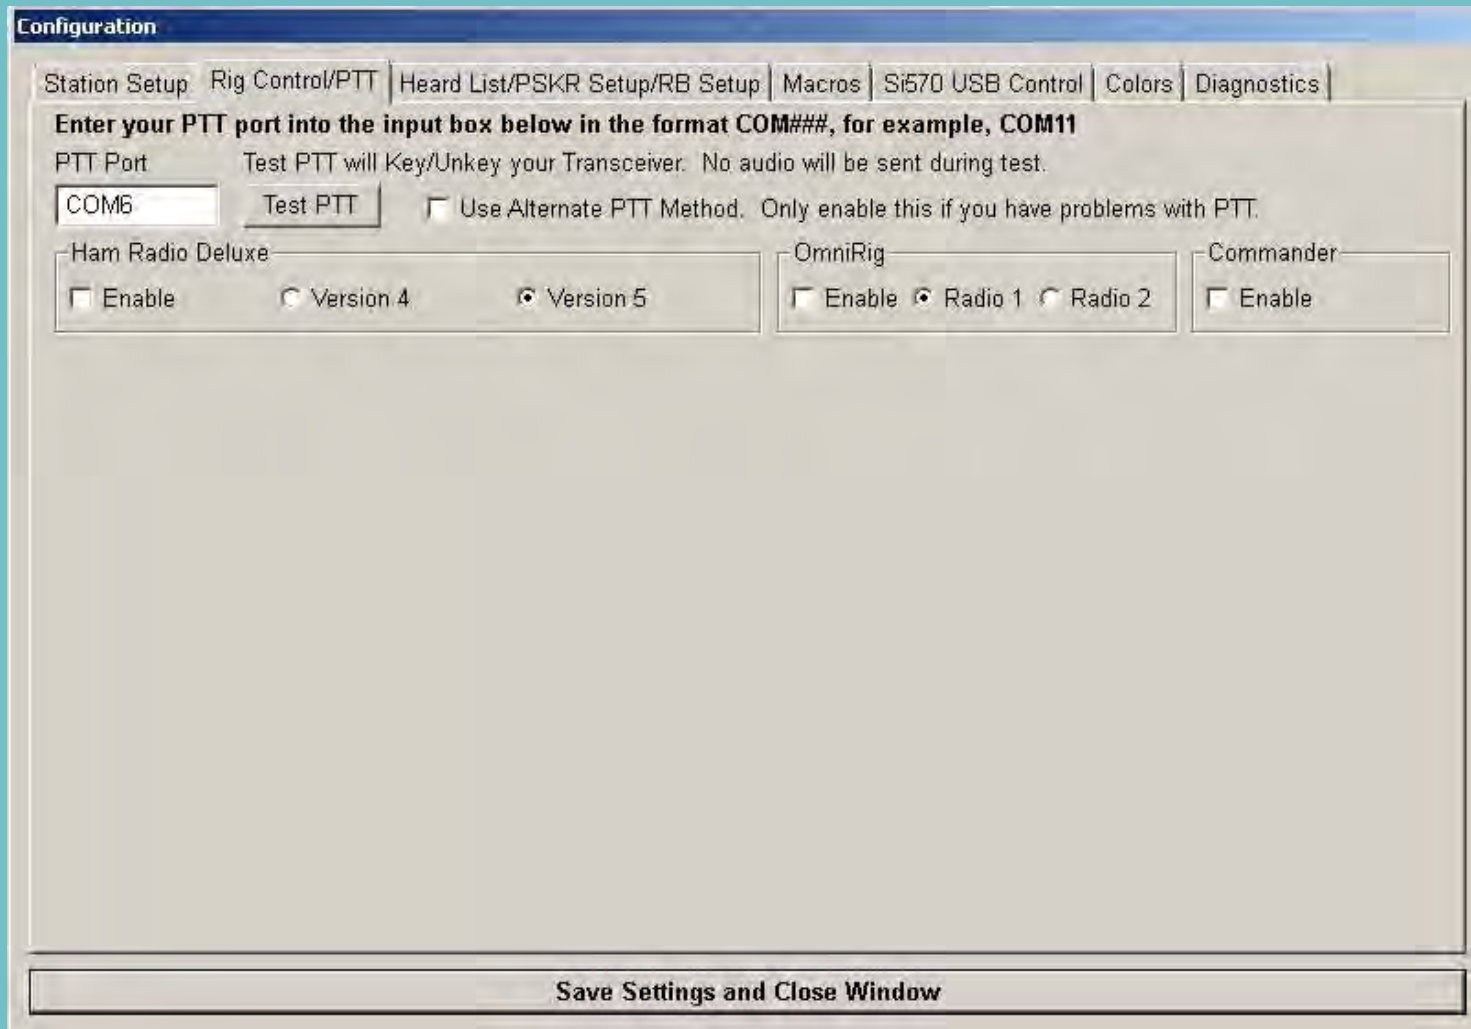 Configuration
Station Setup Rig Control/PTT Heard List/PSKR Setup/RB Setup Macros Si570 USB Control Colors Diagnostics
Enter your PTT port into the input box below in the format COM###, for example, COM11
PTT Port Test PTT will Key/Unkey your Transceiver. No audio will be sent during test.
COM6 Test PTT Use Alternate PTT Method. Only enable this if you have problems with PTT.
Ham Radio Deluxe OmniRig Commander
Enable Version 4 Version 5 Enable Radio 1 Radio 2 Enable
Save Settings and Close Window